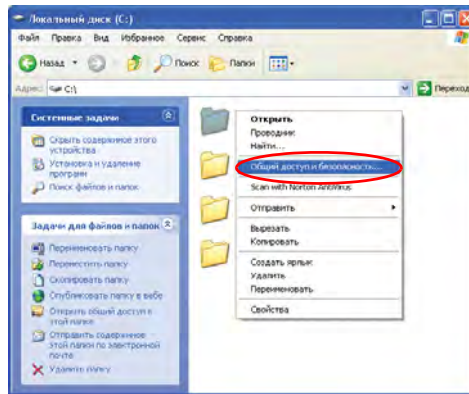 Локальный диск (C:)
Файл Правка Вид Избранное Сервис Справка
Назад Поиск Папки
Адрес: C:\ Переход
Системные задачи
Скрыть содержимое этого
устройства
Установка и удаление
программ
Поиск файлов и папок
Задачи для файлов и папок
Переименовать папку
Переместить папку
Скопировать папку
Опубликовать папку в вебе
Открыть общий доступ к
этой папке
Отправить содержимое
этой папки по электронной
почте
Удалить папку
Открыть
Проводник
Найти...
Общий доступ и безопасность...
Scan with Norton AntiVirus
Отправить
Вырезать
Копировать
Создать ярлык
Удалить
Переименовать
Свойства